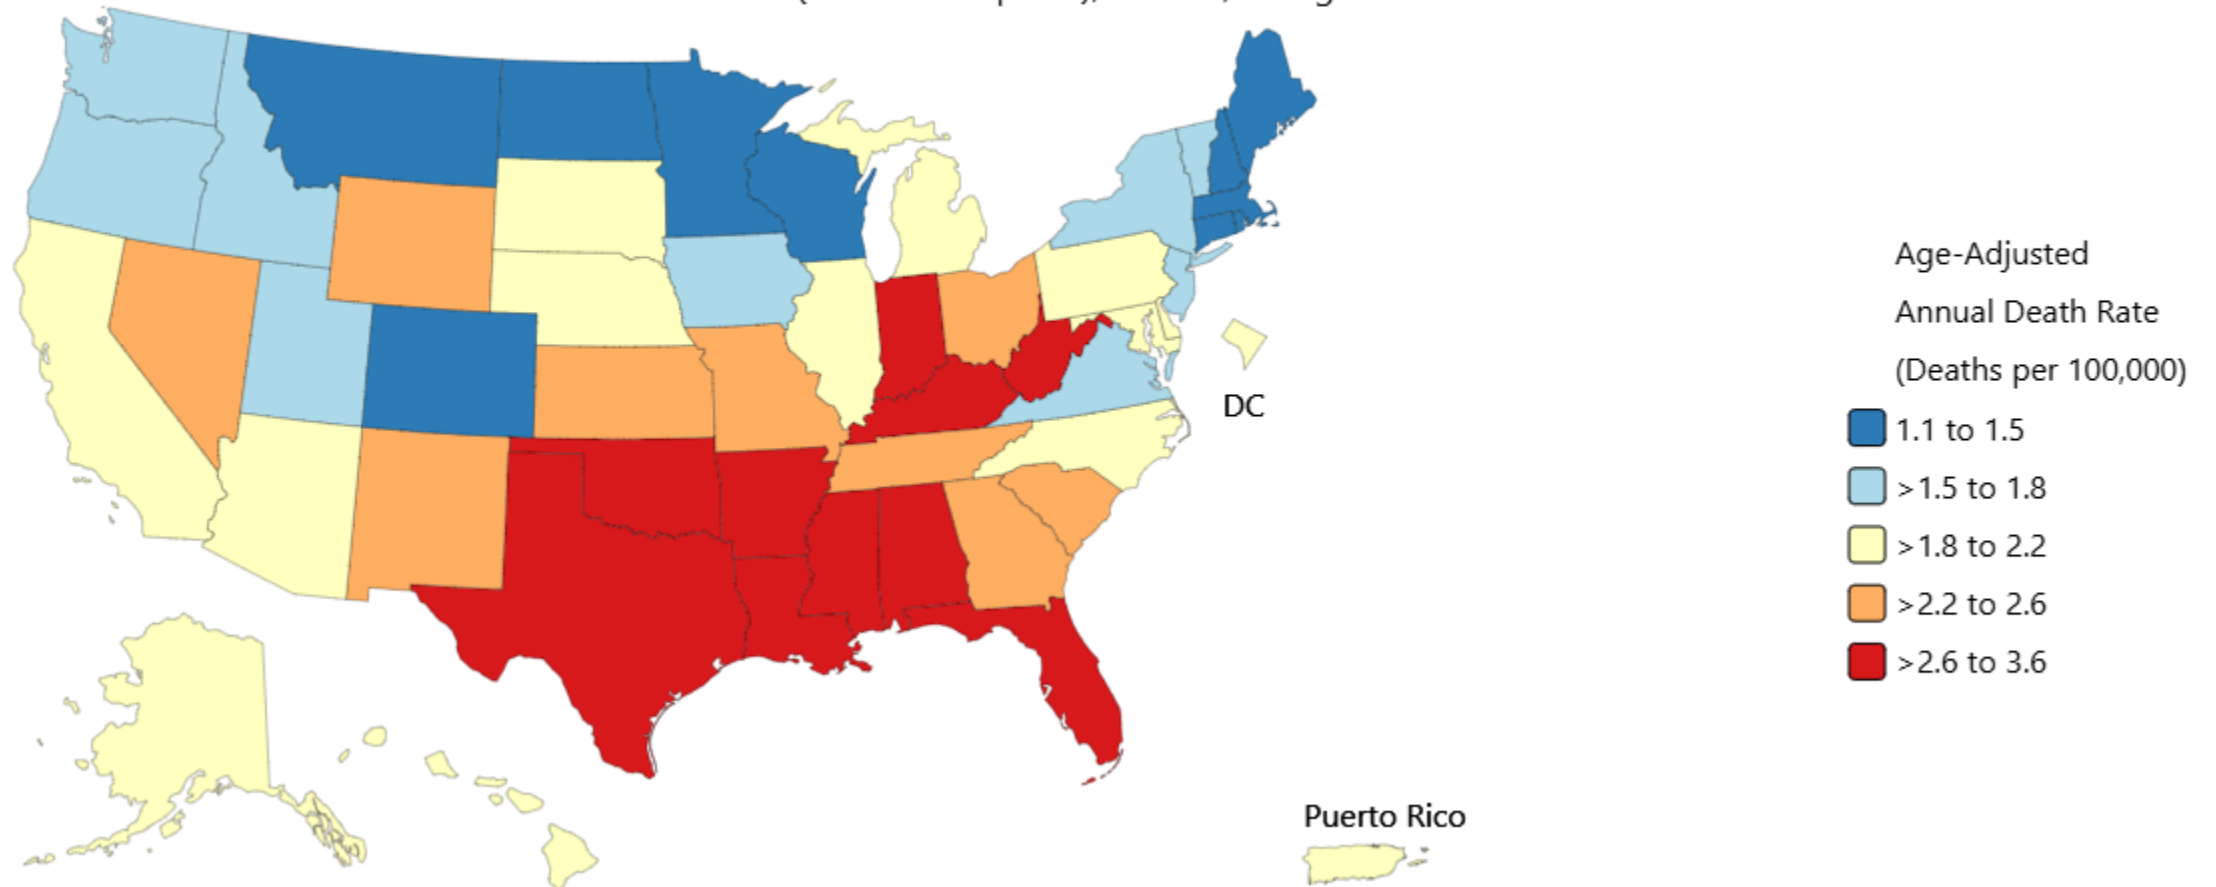 Age-Adjusted
Annual Death Rate
(Deaths per 100,000)
1.1 to 1.5
>1.5 to 1.8
>1.8 to 2.2
>2.2 to 2.6
>2.6 to 3.6
DC
Puerto Rico